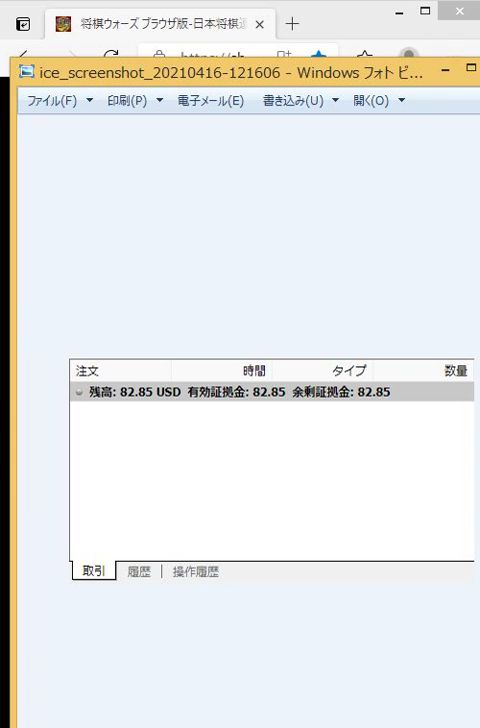 将棋ウォーズ ブラウザ版-日本将棋連
ice_screenshot_20210416-121606 - Windows フォト ビ...
ファイル(F) 印刷(P) 電子メール(E) 書き込み(U) 開く(O)
注文 時間 タイプ 数量
残高: 82.85 USD 有効証拠金: 82.85 余剰証拠金: 82.85
取引 履歴 操作履歴